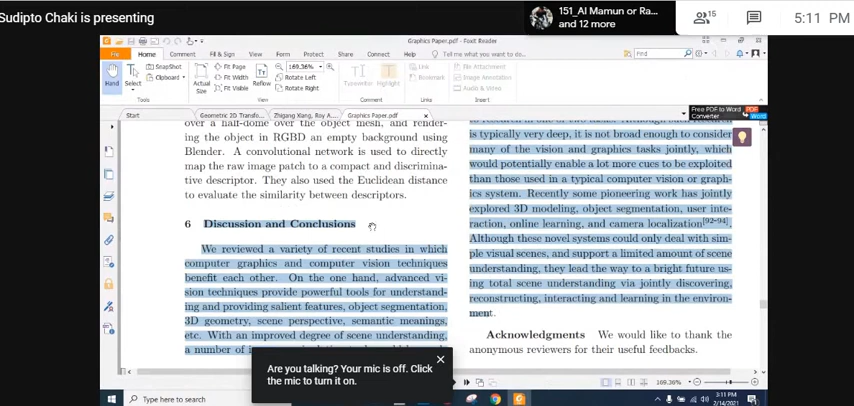 Sudipto Chaki is presenting
151_Al Mamun or Ra...
and 12 more
15
5:11 PM
Graphics Paper.pdf - Foxit Reader
File
Home
Comment
Fill & Sign
View
Form
Protect
Share
Connect
Help
Tell me what you want to do...
Find
Hand
Select
SnapShot
Clipboard
Actual
Size
Fit Page
Fit Width
Fit Visible
Reflow
169.36%
Rotate Left
Rotate Right
Typewriter
Highlight
Link
Bookmark
File Attachment
Image Annotation
Audio & Video
Tools
View
Comment
Links
Insert
Start
Geometric 2D Transfo...
Zhigang Xiang, Roy A...
Graphics Paper.pdf
Free PDF to Word
Converter
PDF
Word
over a half-dome over the object mesh, and render-
ing the object in RGBD an empty background using
Blender. A convolutional network is used to directly
map the raw image patch to a compact and discrimina-
tive descriptor. They also used the Euclidean distance
to evaluate the similarity between descriptors.
6 Discussion and Conclusions
We reviewed a variety of recent studies in which
computer graphics and computer vision techniques
benefit each other. On the one hand, advanced vi-
sion techniques provide powerful tools for understand-
ing and providing salient features, object segmentation,
3D geometry, scene perspective, semantic meanings,
etc. With an improved degree of scene understanding,
a number of
is typically very deep, it is not broad enough to consider
many of the vision and graphics tasks jointly, which
would potentially enable a lot more cues to be exploited
than those used in a typical computer vision or graph-
ics system. Recently some pioneering work has jointly
explored 3D modeling, object segmentation, user inte-
raction, online learning, and camera localization[92-94].
Although these novel systems could only deal with sim-
ple visual scenes, and support a limited amount of scene
understanding, they lead the way to a bright future us-
ing total scene understanding via jointly discovering,
reconstructing, interacting and learning in the environ-
ment.
Acknowledgments We would like to thank the
anonymous reviewers for their useful feedbacks.
Are you talking? Your mic is off. Click
the mic to turn it on.
169.36%
Type here to search
3:11 PM
2/14/2021